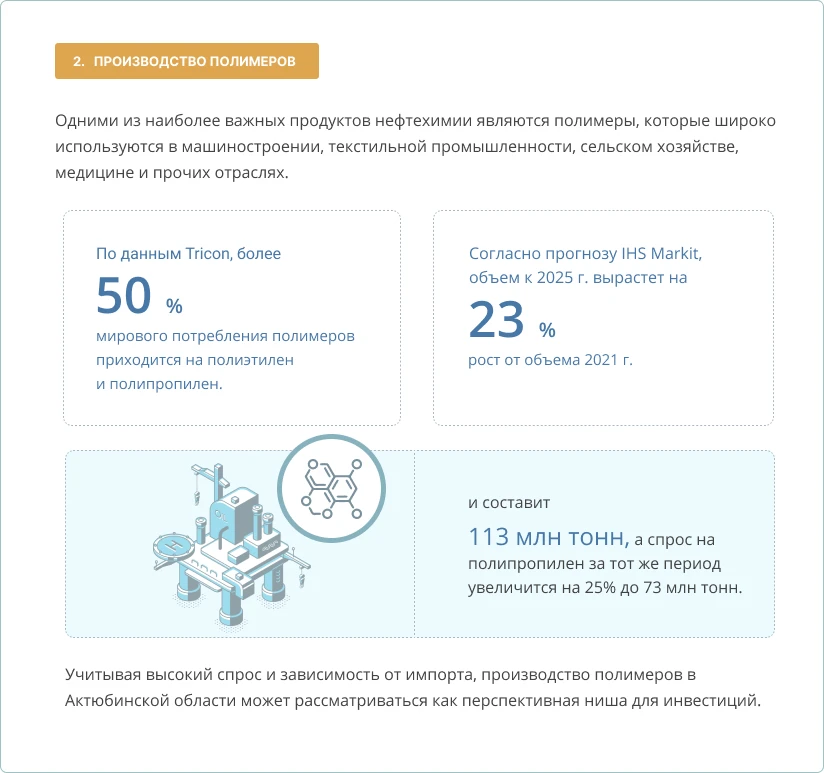 2. ПРОИЗВОДСТВО ПОЛИМЕРОВ
Одними из наиболее важных продуктов нефтехимии являются полимеры, которые широко
используются в машиностроении, текстильной промышленности, сельском хозяйстве,
медицине и прочих отраслях.
По данным Tricon, более
50 %
мирового потребления полимеров
приходится на полиэтилен
и полипропилен.
Согласно прогнозу IHS Markit,
объем к 2025 г. вырастет на
23 %
рост от объема 2021 г.
H
и составит
113 млн тонн, а спрос на
полипропилен за тот же период
увеличится на 25% до 73 млн тонн.
Учитывая высокий спрос и зависимость от импорта, производство полимеров в
Актюбинской области может рассматриваться как перспективная ниша для инвестиций.